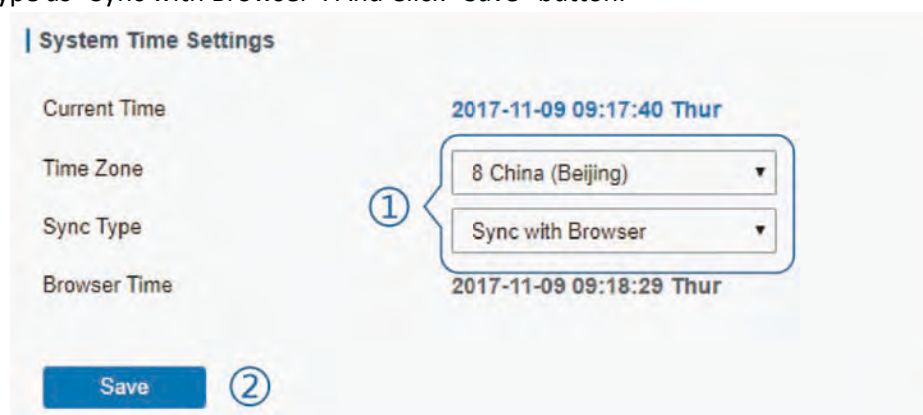 as "Sync with Browser". And click "Save" button.
System Time Settings
Current Time 2017-11-09 09:17:40 Thur
Time Zone 8 China (Beijing)
① 
Sync Type Sync with Browser
Browser Time 2017-11-09 09:18:29 Thur
Save ②